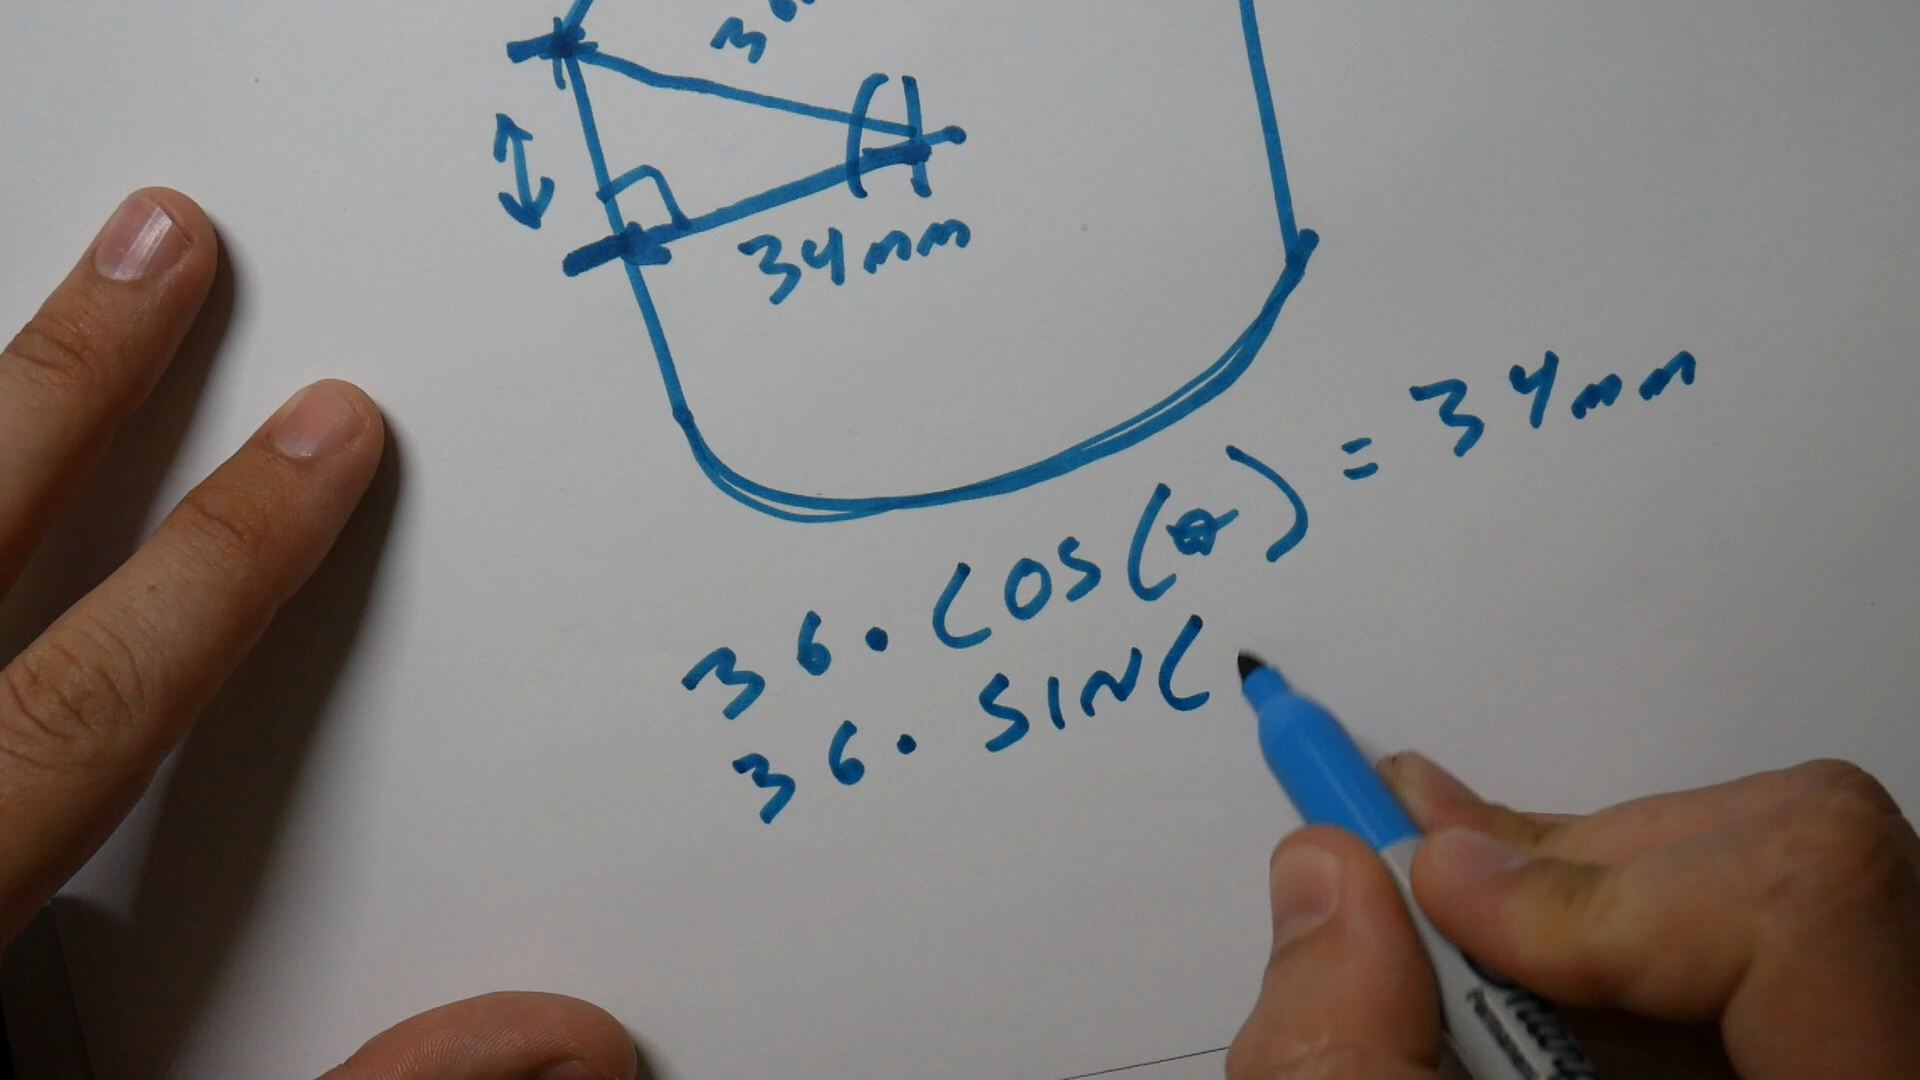 34mm
36 · COS(θ) = 34mm
36 · SIN(